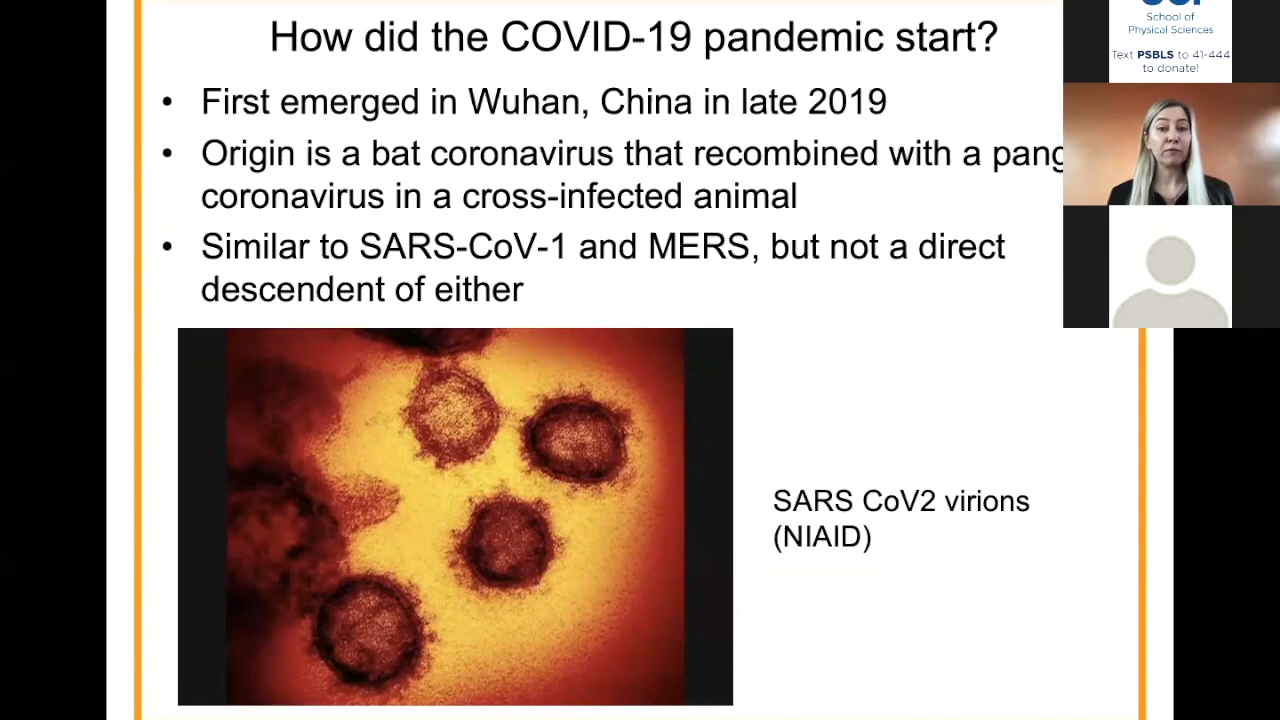 How did the COVID-19 pandemic start?
• First emerged in Wuhan, China in late 2019
• Origin is a bat coronavirus that recombined with a
coronavirus in a cross-infected animal
• Similar to SARS-CoV-1 and MERS, but not a direct
descendent of either
SARS CoV2 virions
(NIAID)
School of
Physical Sciences
Text PSBLS to 41-444
to donate!